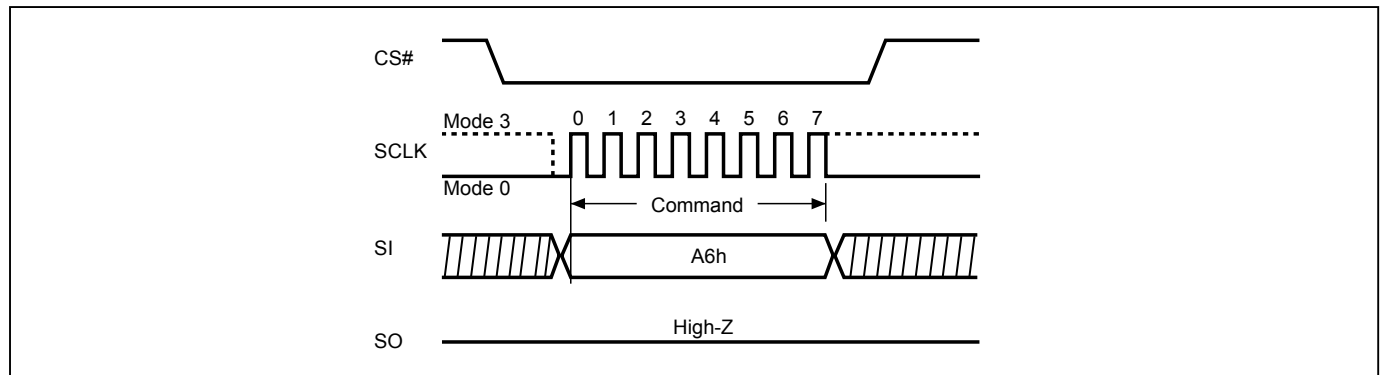 CS#
Mode 3
0 1 2 3 4 5 6 7
SCLK
Mode 0
Command
SI
A6h
High-Z
SO